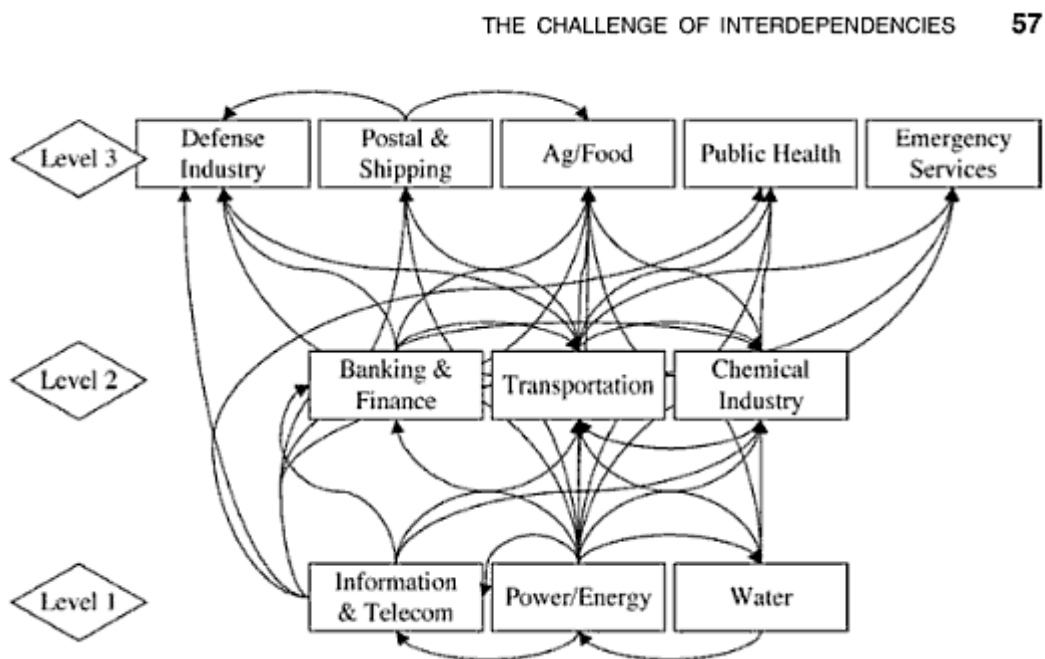 THE CHALLENGE OF INTERDEPENDENCIES 57
Level 3
Defense
Industry
Postal &
Shipping
Ag/Food
Public Health
Emergency
Services
Level 2
Banking &
Finance
Transportation
Chemical
Industry
Level 1
Information
& Telecom
Power/Energy
Water